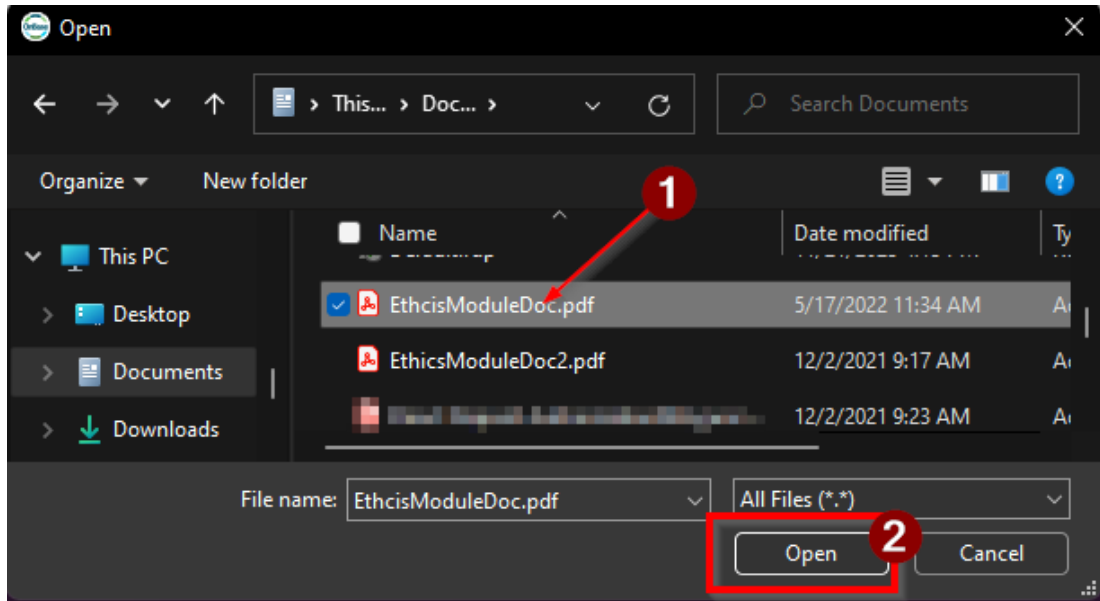 Open
This... > Doc... >
Search Documents
Organize
New folder
1
Name
Date modified
Ty
This PC
EthcisModuleDoc.pdf
5/17/2022 11:34 AM
Desktop
EthicsModuleDoc2.pdf
12/2/2021 9:17 AM
Documents
12/2/2021 9:23 AM
Downloads
File name:
EthcisModuleDoc.pdf
All Files (*.*)
2
Open
Cancel